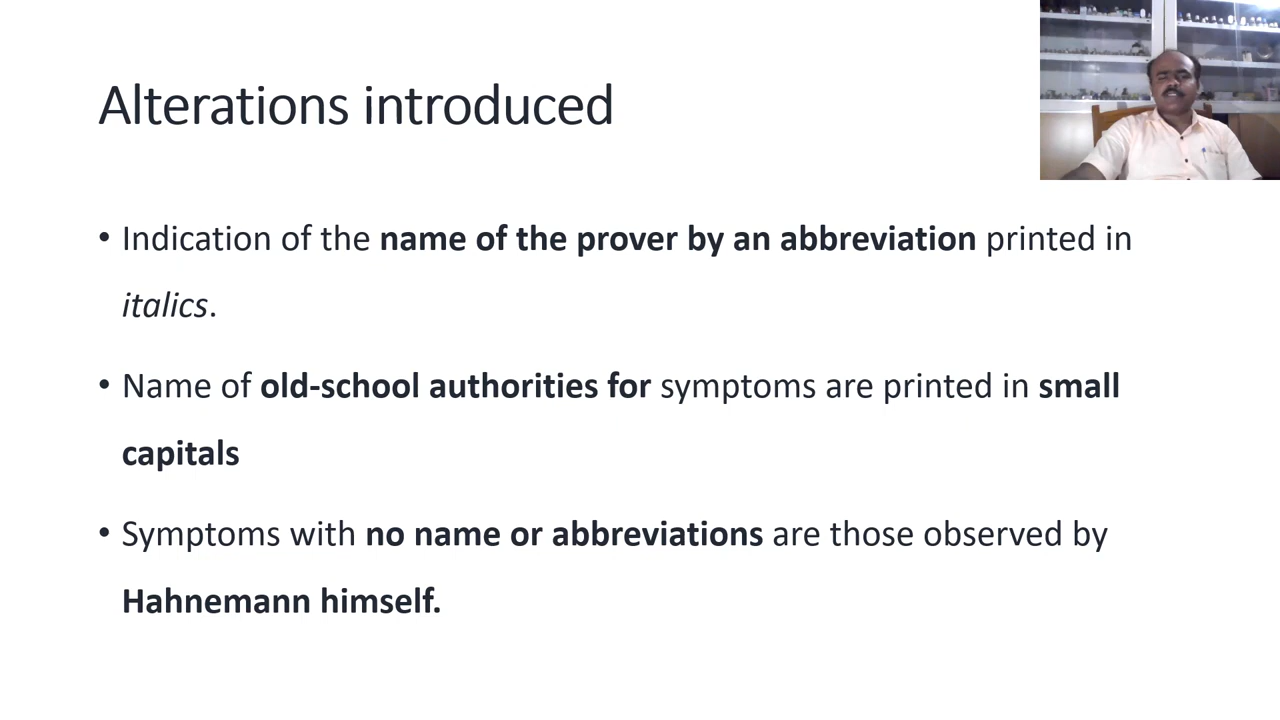 Alterations introduced
• Indication of the name of the prover by an abbreviation printed in
italics.
• Name of old-school authorities for symptoms are printed in small
capitals
• Symptoms with no name or abbreviations are those observed by
Hahnemann himself.